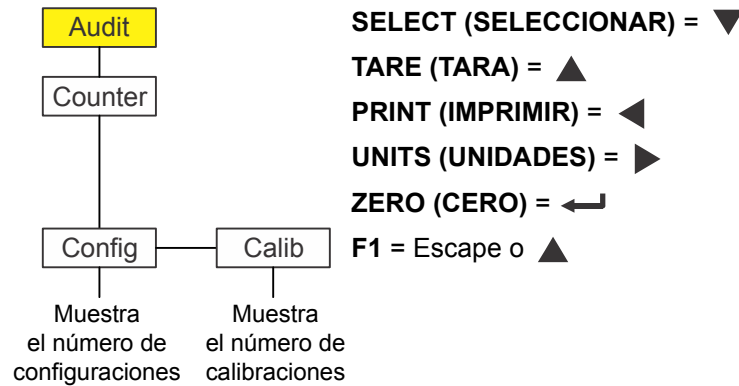 Audit
Counter
Config
Calib
Muestra
el número de
configuraciones
Muestra
el número de
calibraciones
SELECT (SELECCIONAR) = ▼
TARE (TARA) = ▲
PRINT (IMPRIMIR) = ◀
UNITS (UNIDADES) = ▶
ZERO (CERO) = ↵
F1 = Escape o ▲